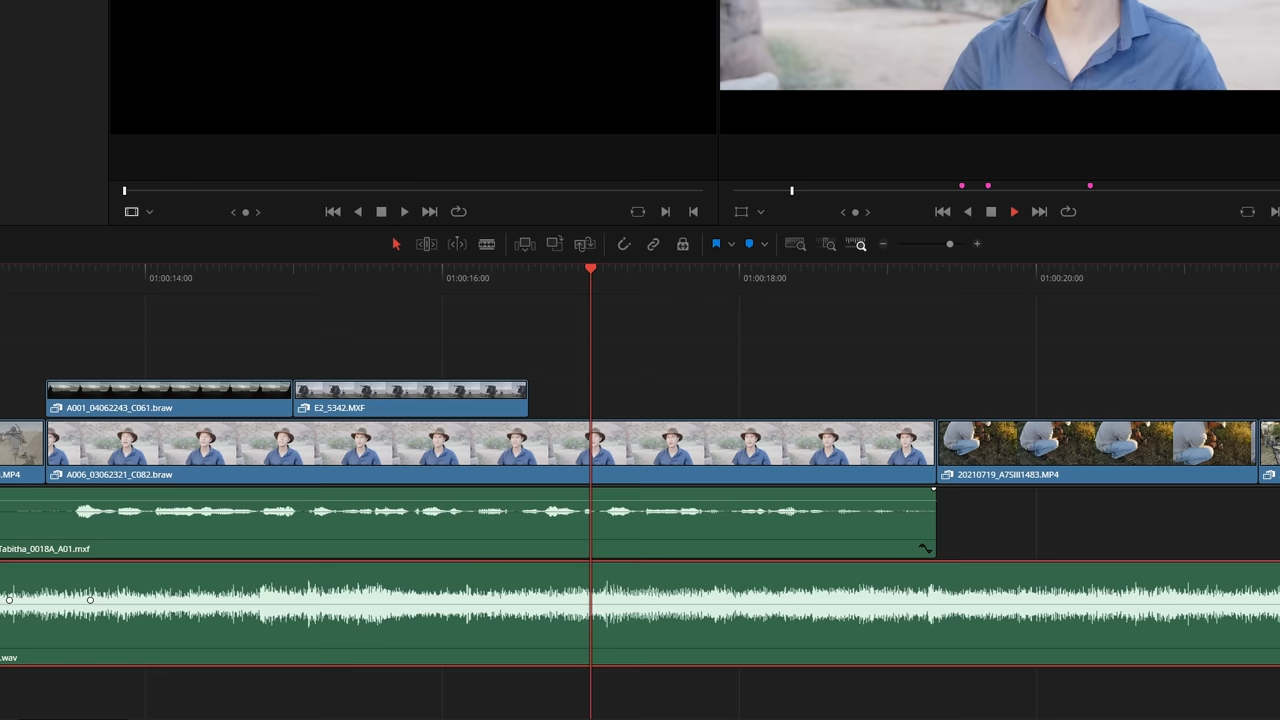 01:00:14:00
01:00:16:00
01:00:18:00
01:00:20:00
A001_04062243_C061.braw
E2_5342.MXF
.MP4
A006_03062321_C082.braw
20210719_A7SIII1483.MP4
Tabitha_0018A_A01.mxf
.wav